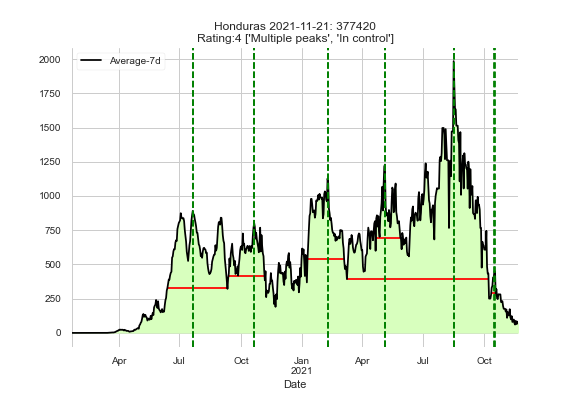 Honduras 2021-11-21: 377420
Rating:4 ['Multiple peaks', 'In control']
Average-7d
2000
1750
1500
1250
1000
750
500
250
0
Apr
Jul
Oct
Jan
2021
Apr
Jul
Oct
Date